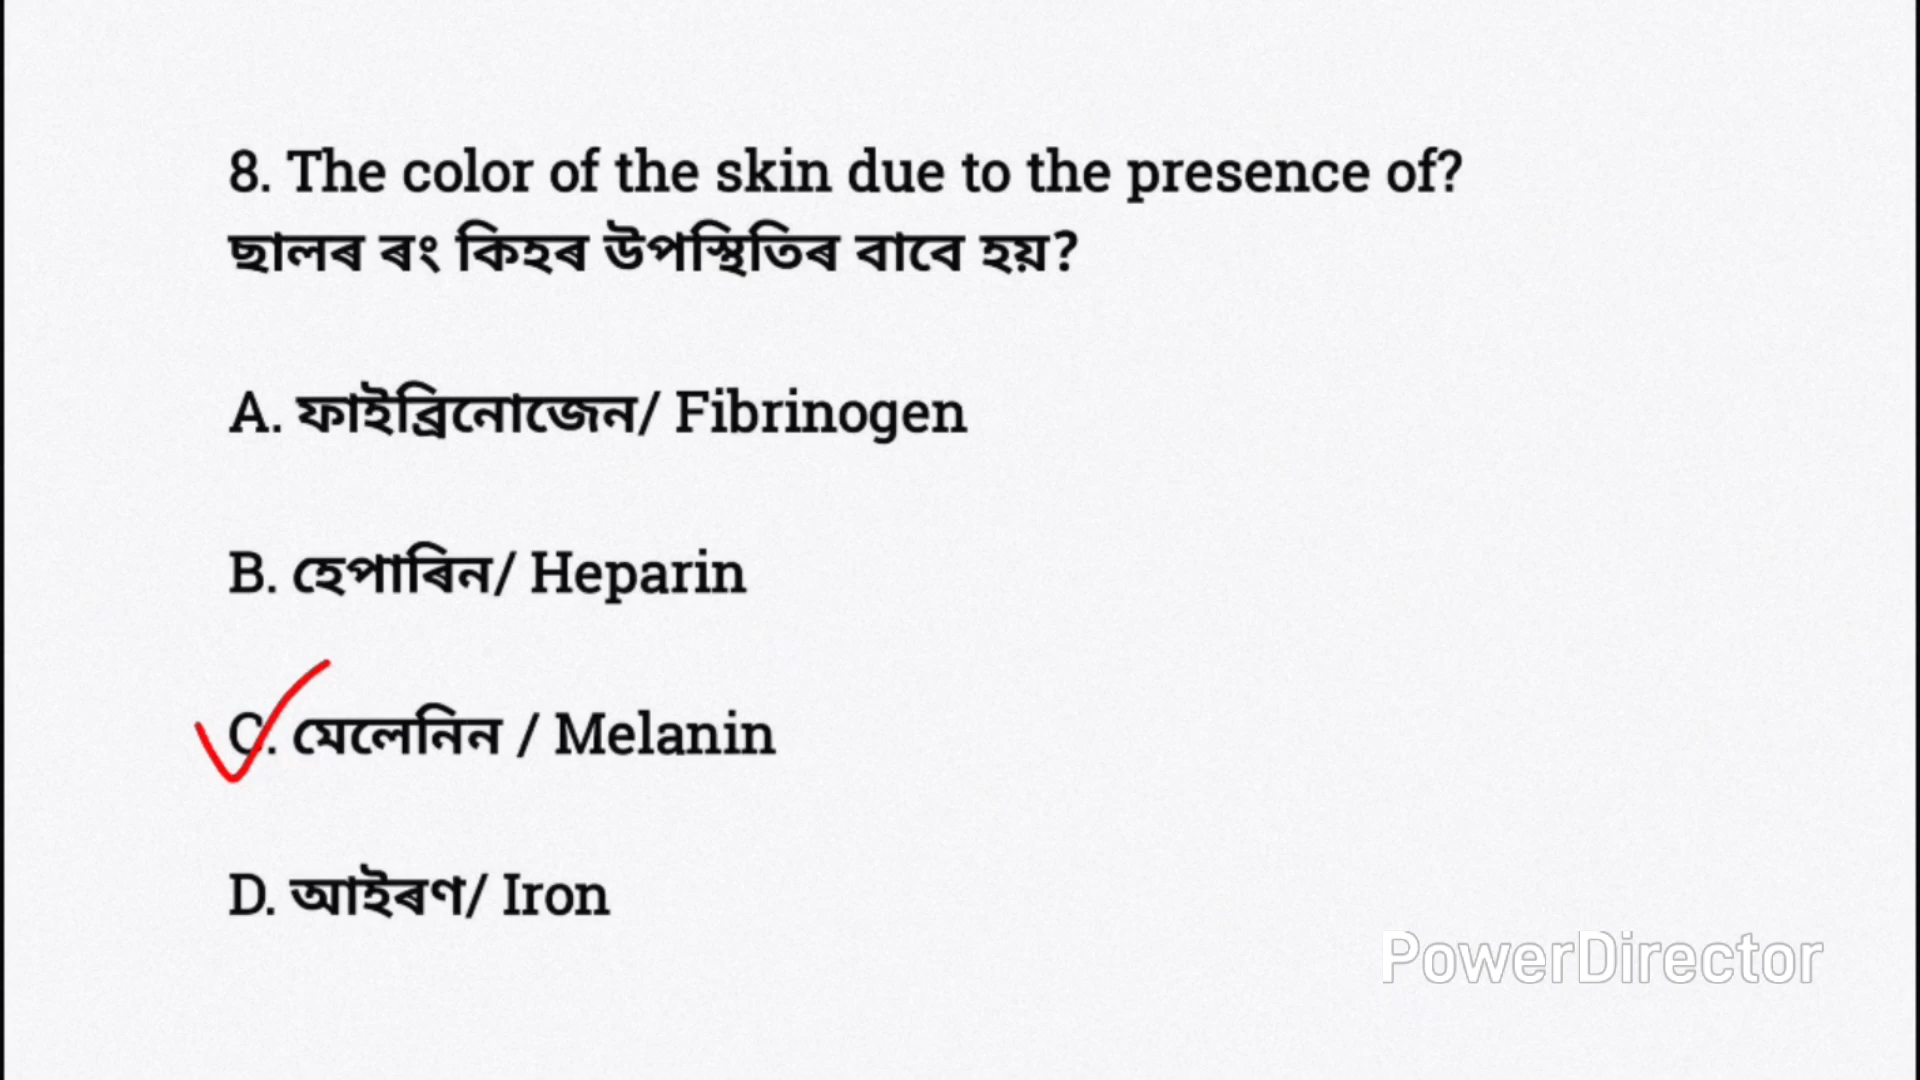 8. The color of the skin due to the presence of?
ছালৰ ৰং কিহৰ উপস্থিতিৰ বাবে হয়?
A. ফাইব্ৰিনোজেন/ Fibrinogen
B. হেপাৰিন/ Heparin
C. মেলেনিন / Melanin
D. আইৰণ/ Iron
PowerDirector